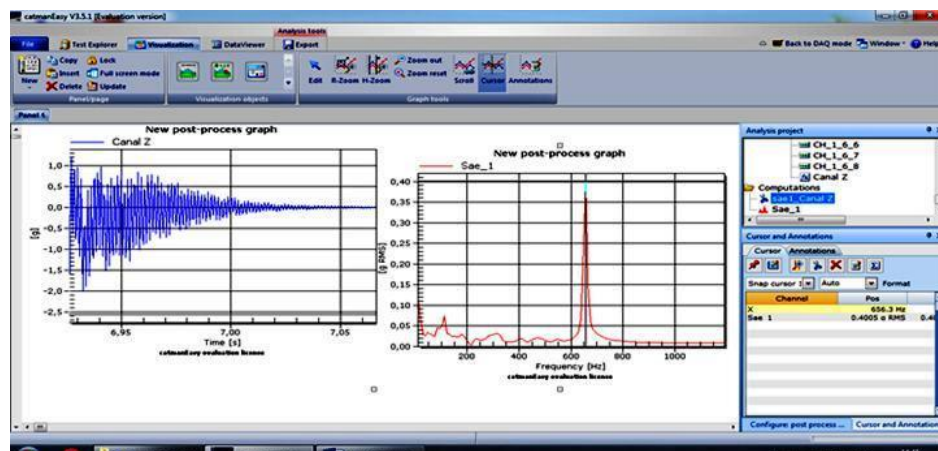 catmanEasy V3.5.1 [Evaluation version]
Analysis tools
File Test Explorer Visualization DataViewer Export
Back to DAQ mode Window Help
New
Copy Lock
Insert Full screen mode
Delete Update
Panel/page
Visualization objects
Edit R-Zoom H-Zoom
Zoom out
Zoom reset
Scroll Cursor Annotations
Graph tools
New post-process graph
Canal Z
1,0
0,5
0,0
-0,5
-1,0
-1,5
-2,0
-2,5
[g]
6,95 7,00 7,05
Time [s]
catmanEasy evaluation license
New post-process graph
Sae_1
0,40
0,35
0,30
0,25
0,20
0,15
0,10
0,05
0,00
[g RMS]
200 400 600 800 1000
Frequency [Hz]
catmanEasy evaluation license
Analysis project
CH_1_6_6
CH_1_6_7
CH_1_6_8
Canal Z
Computations
sae1_Canal Z
Sae_1
Cursor and Annotations
Cursor Annotations
Snap cursor Auto Format
Channel Pos
X 656.3 Hz
Sae_1 0.4005 g RMS
Configure: post process ... Cursor and Annotation